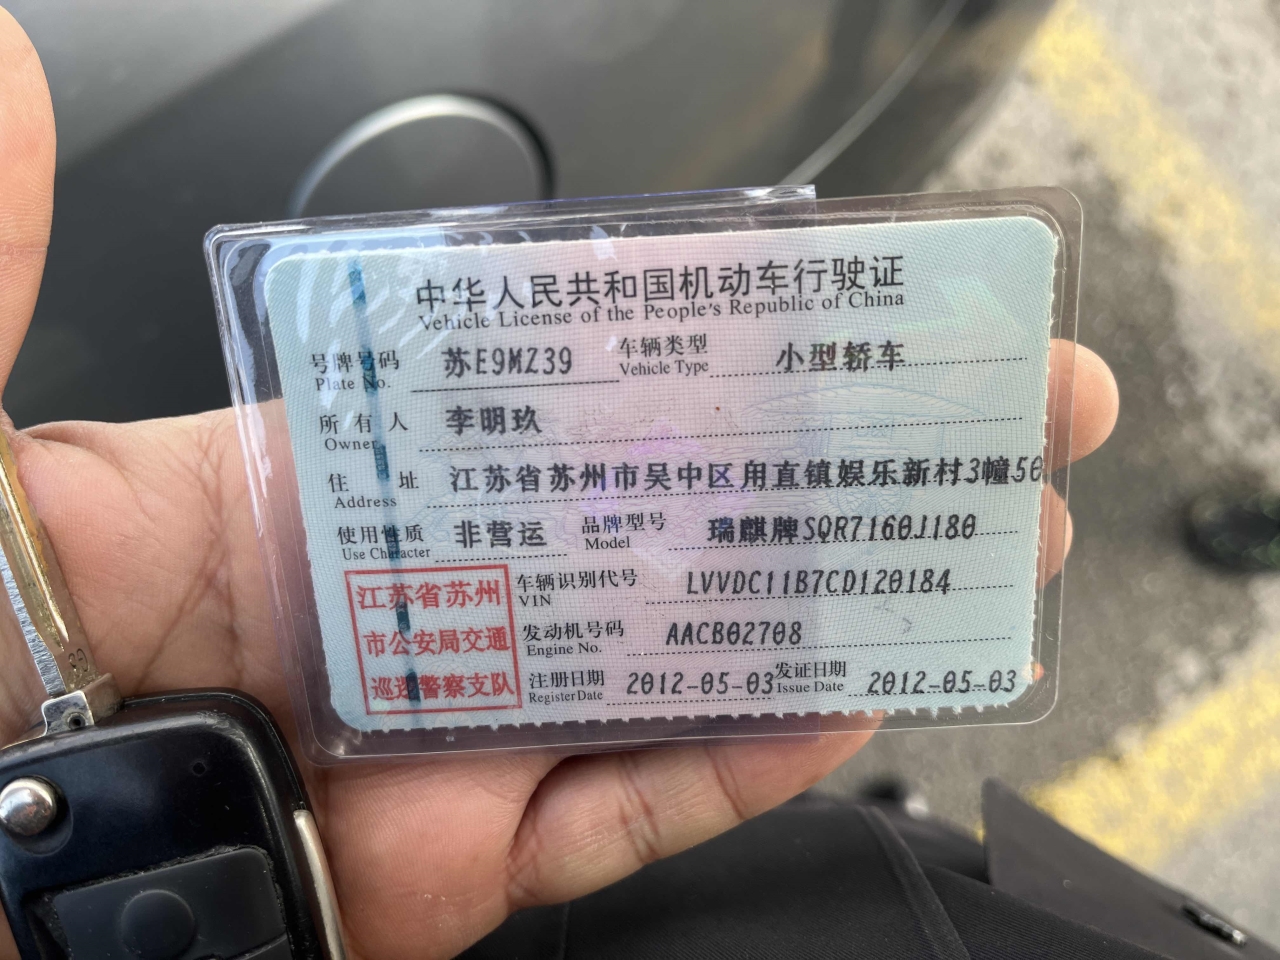 中华人民共和国机动车行驶证
Vehicle License of the People's Republic of China
号牌号码 苏E9MZ39 车辆类型 小型轿车
Plate No. Vehicle Type
所有人 李明玖
Owner
住址 江苏省苏州市吴中区甪直镇娱乐新村3幢50
Address
使用性质 非营运 品牌型号 瑞麒牌SQR7160J180
Use Character Model
江苏省苏州
市公安局交通
巡逻警察支队
车辆识别代号 LVVDC11B7CD120184
VIN
发动机号码 AACB02708
Engine No.
注册日期 2012-05-03 发证日期 2012-05-03
Register Date Issue Date